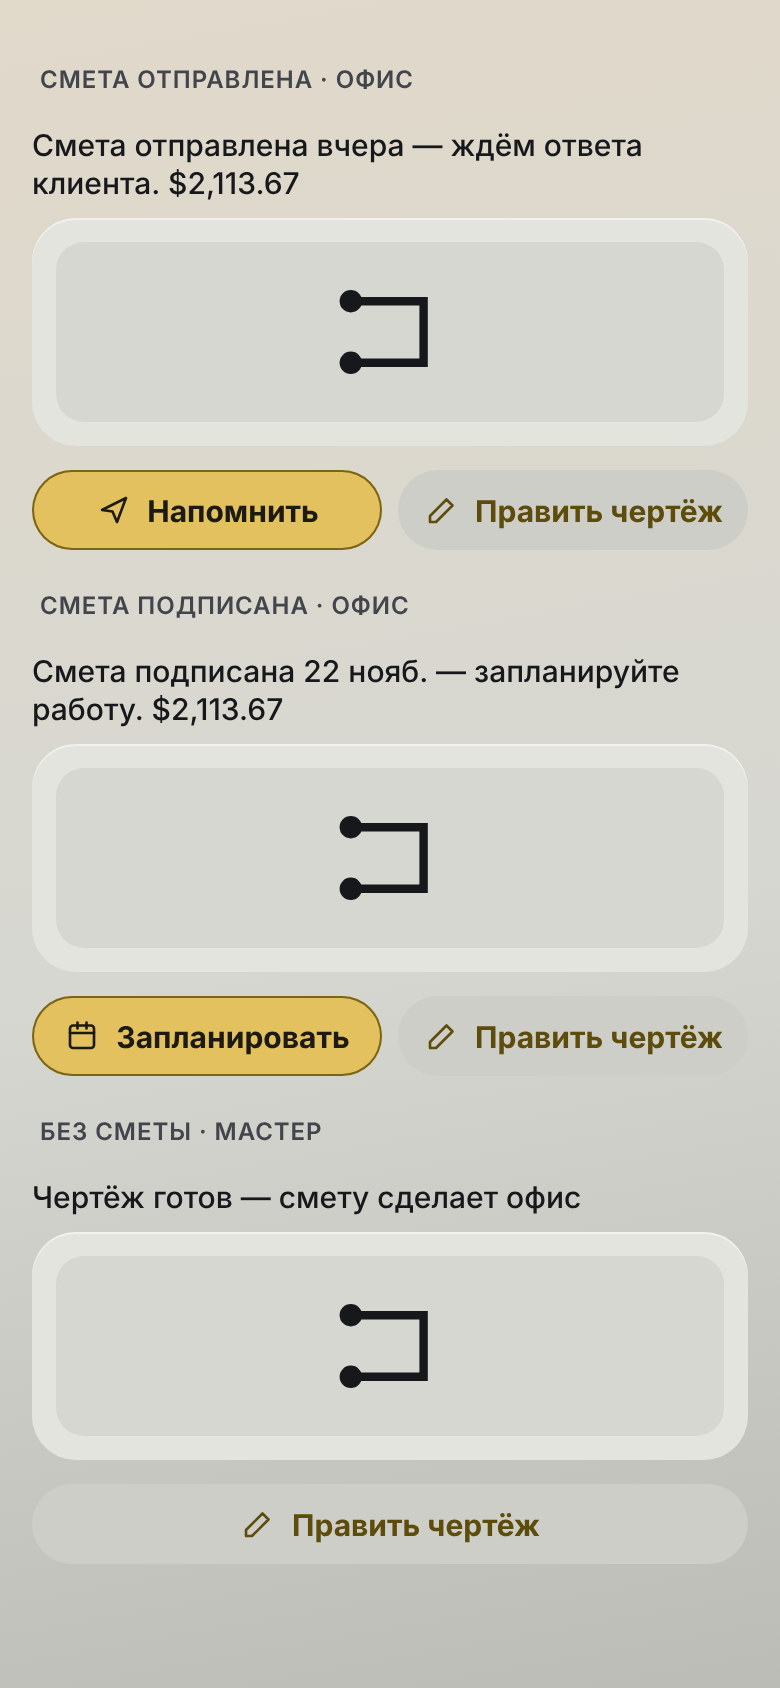 СМЕТА ОТПРАВЛЕНА · ОФИС
Смета отправлена вчера — ждём ответа
клиента. $2,113.67
Напомнить
Править чертёж
СМЕТА ПОДПИСАНА · ОФИС
Смета подписана 22 нояб. — запланируйте
работу. $2,113.67
Запланировать
Править чертёж
БЕЗ СМЕТЫ · МАСТЕР
Чертёж готов — смету сделает офис
Править чертёж